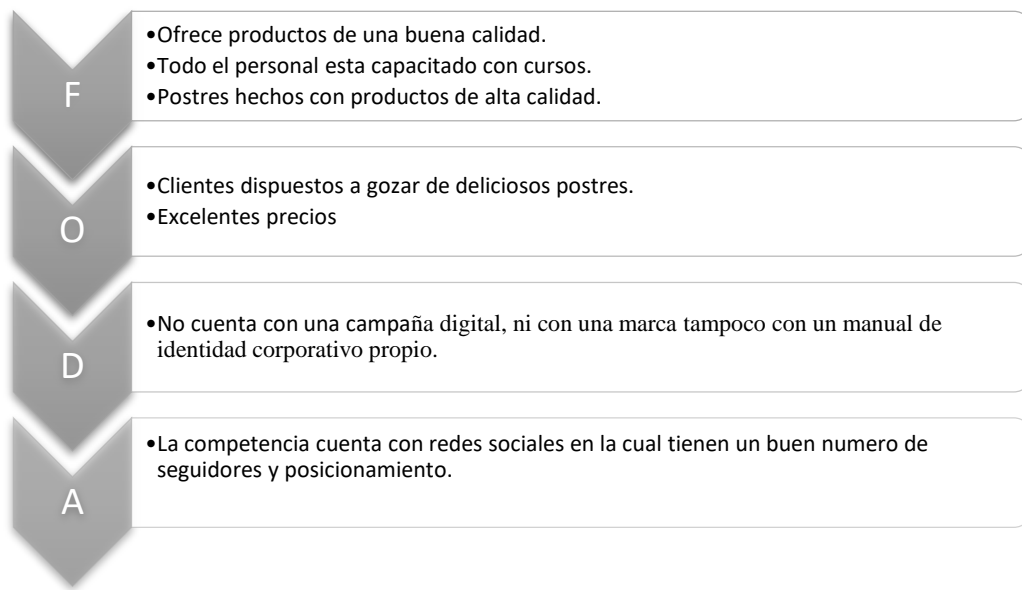 F
•Ofrece productos de una buena calidad.
•Todo el personal esta capacitado con cursos.
•Postres hechos con productos de alta calidad.
O
•Clientes dispuestos a gozar de deliciosos postres.
•Excelentes precios
D
•No cuenta con una campaña digital, ni con una marca tampoco con un manual de
identidad corporativo propio.
A
•La competencia cuenta con redes sociales en la cual tienen un buen numero de
seguidores y posicionamiento.